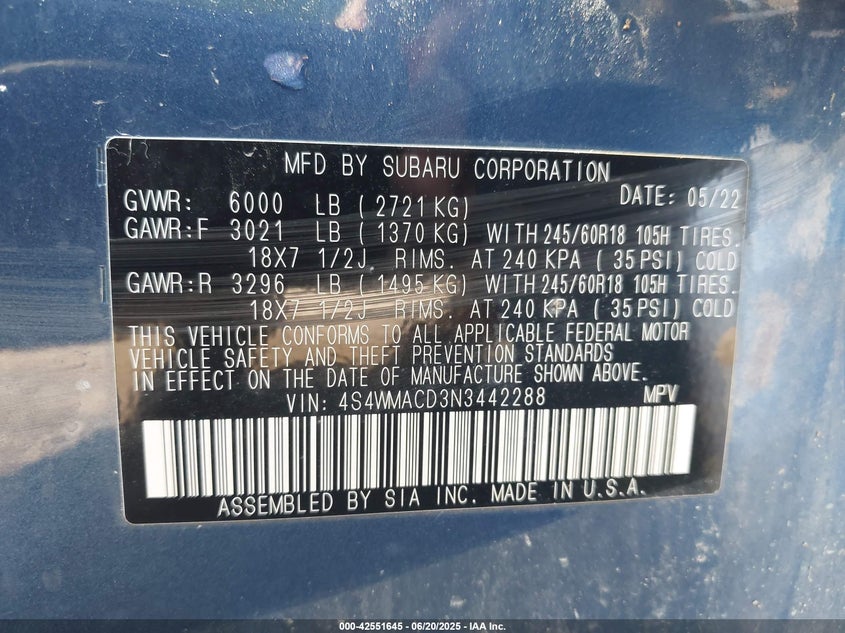 MFD BY SUBARU CORPORATION
GVWR: 6000 LB ( 2721 KG) DATE: 05/22
GAWR:F 3021 LB ( 1370 KG) WITH 245/60R18 105H TIRES.
18X7 1/2J RIMS. AT 240 KPA ( 35 PSI) COLD
GAWR:R 3296 LB ( 1495 KG) WITH 245/60R18 105H TIRES.
18X7 1/2J RIMS. AT 240 KPA ( 35 PSI) COLD
THIS VEHICLE CONFORMS TO ALL APPLICABLE FEDERAL MOTOR
VEHICLE SAFETY AND THEFT PREVENTION STANDARDS
IN EFFECT ON THE DATE OF MANUFACTURE SHOWN ABOVE.
VIN: 4S4WMACD3N3442288 MPV
ASSEMBLED BY SIA INC. MADE IN U.S.A.
000-42551645 - 06/20/2025 - IAA Inc.